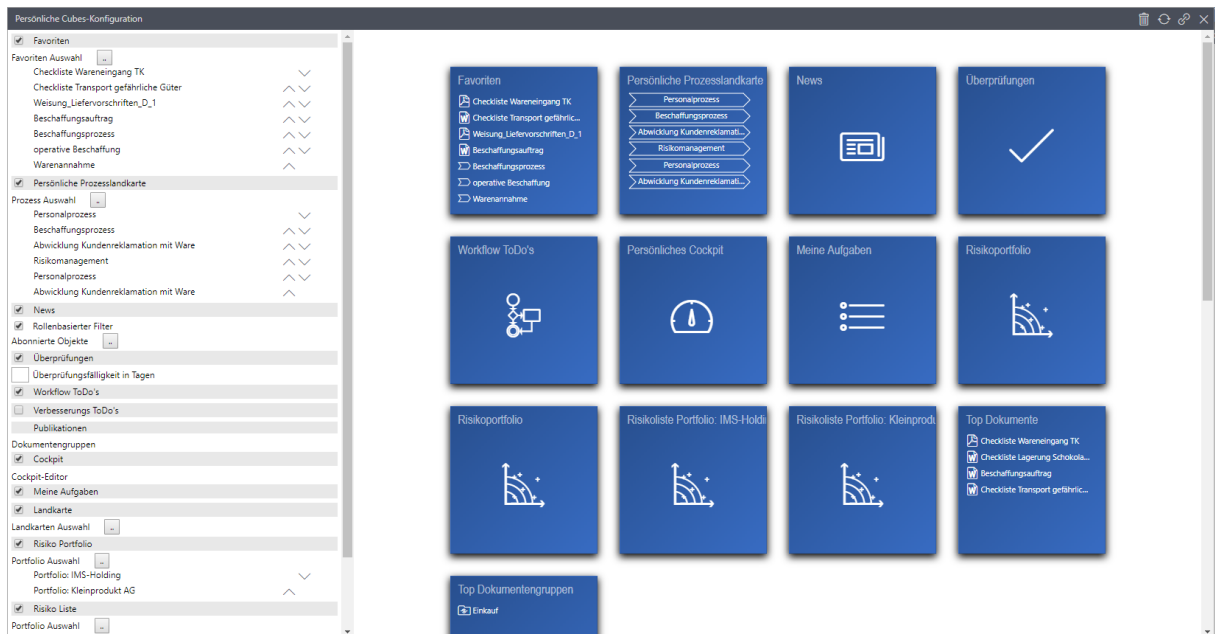 Persönliche Cubes-Konfiguration
Favoriten
Favoriten Auswahl ..
Checkliste Wareneingang TK
Checkliste Transport gefährliche Güter
Weisung_Liefervorschriften_D_1
Beschaffungsauftrag
Beschaffungsprozess
operative Beschaffung
Warenannahme
Persönliche Prozesslandkarte
Prozess Auswahl ..
Personalprozess
Beschaffungsprozess
Abwicklung Kundenreklamation mit Ware
Risikomanagement
Personalprozess
Abwicklung Kundenreklamation mit Ware
News
Rollenbasierter Filter
Abonnierte Objekte ..
Überprüfungen
Überprüfungsfälligkeit in Tagen
Workflow ToDo's
Verbesserungs ToDo's
Publikationen
Dokumentengruppen
Cockpit
Cockpit-Editor
Meine Aufgaben
Landkarte
Landkarten Auswahl ..
Risiko Portfolio
Portfolio Auswahl ..
Portfolio: IMS-Holding
Portfolio: Kleinprodukt AG
Risiko Liste
Portfolio Auswahl ..
Favoriten
Checkliste Wareneingang TK
Checkliste Transport gefährlic...
Weisung_Liefervorschriften_D_1
Beschaffungsauftrag
Beschaffungsprozess
operative Beschaffung
Warenannahme
Persönliche Prozesslandkarte
Personalprozess
Beschaffungsprozess
Abwicklung Kundenreklamati...
Risikomanagement
Personalprozess
Abwicklung Kundenreklamati...
News
Überprüfungen
Workflow ToDo's
Persönliches Cockpit
Meine Aufgaben
Risikoportfolio
Risikoportfolio
Risikoliste Portfolio: IMS-Holdi
Risikoliste Portfolio: Kleinprodu
Top Dokumente
Checkliste Wareneingang TK
Checkliste Lagerung Schokola...
Beschaffungsauftrag
Checkliste Transport gefährlic...
Top Dokumentengruppen
Einkauf